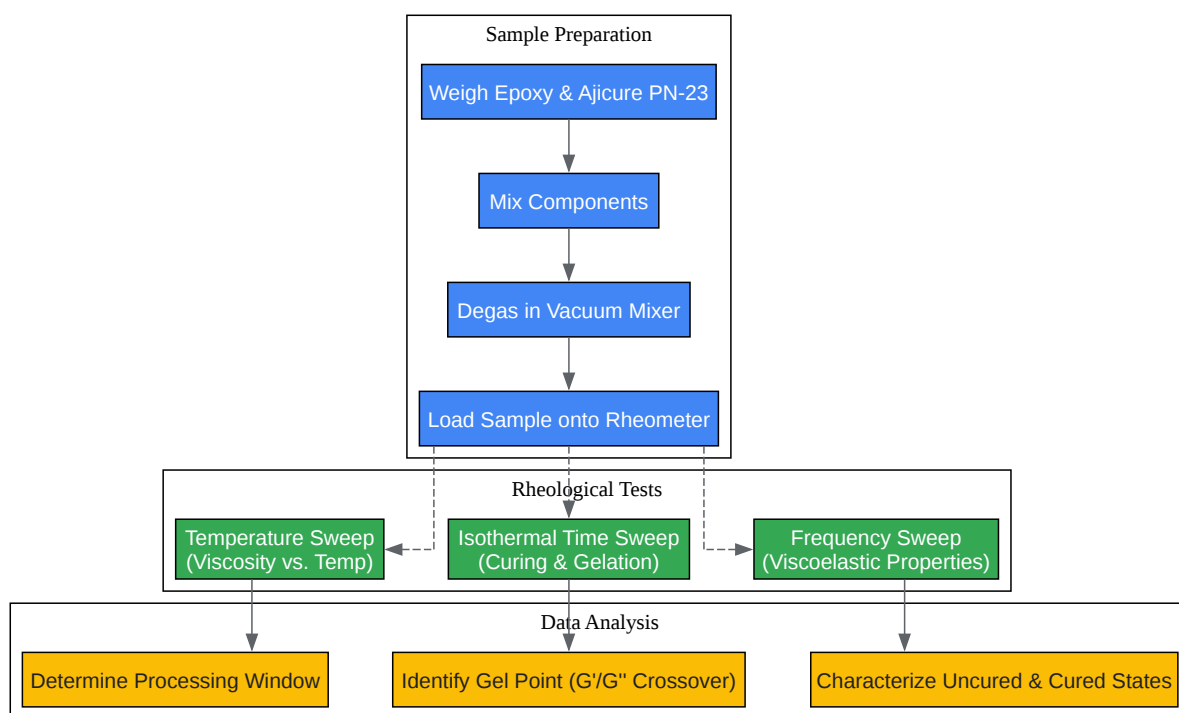 Sample Preparation
Weigh Epoxy & Ajicure PN-23
Mix Components
Degas in Vacuum Mixer
Load Sample onto Rheometer
Rheological Tests
Temperature Sweep
(Viscosity vs. Temp)
Isothermal Time Sweep
(Curing & Gelation)
Frequency Sweep
(Viscoelastic Properties)
Data Analysis
Determine Processing Window
Identify Gel Point (G'/G'' Crossover)
Characterize Uncured & Cured States